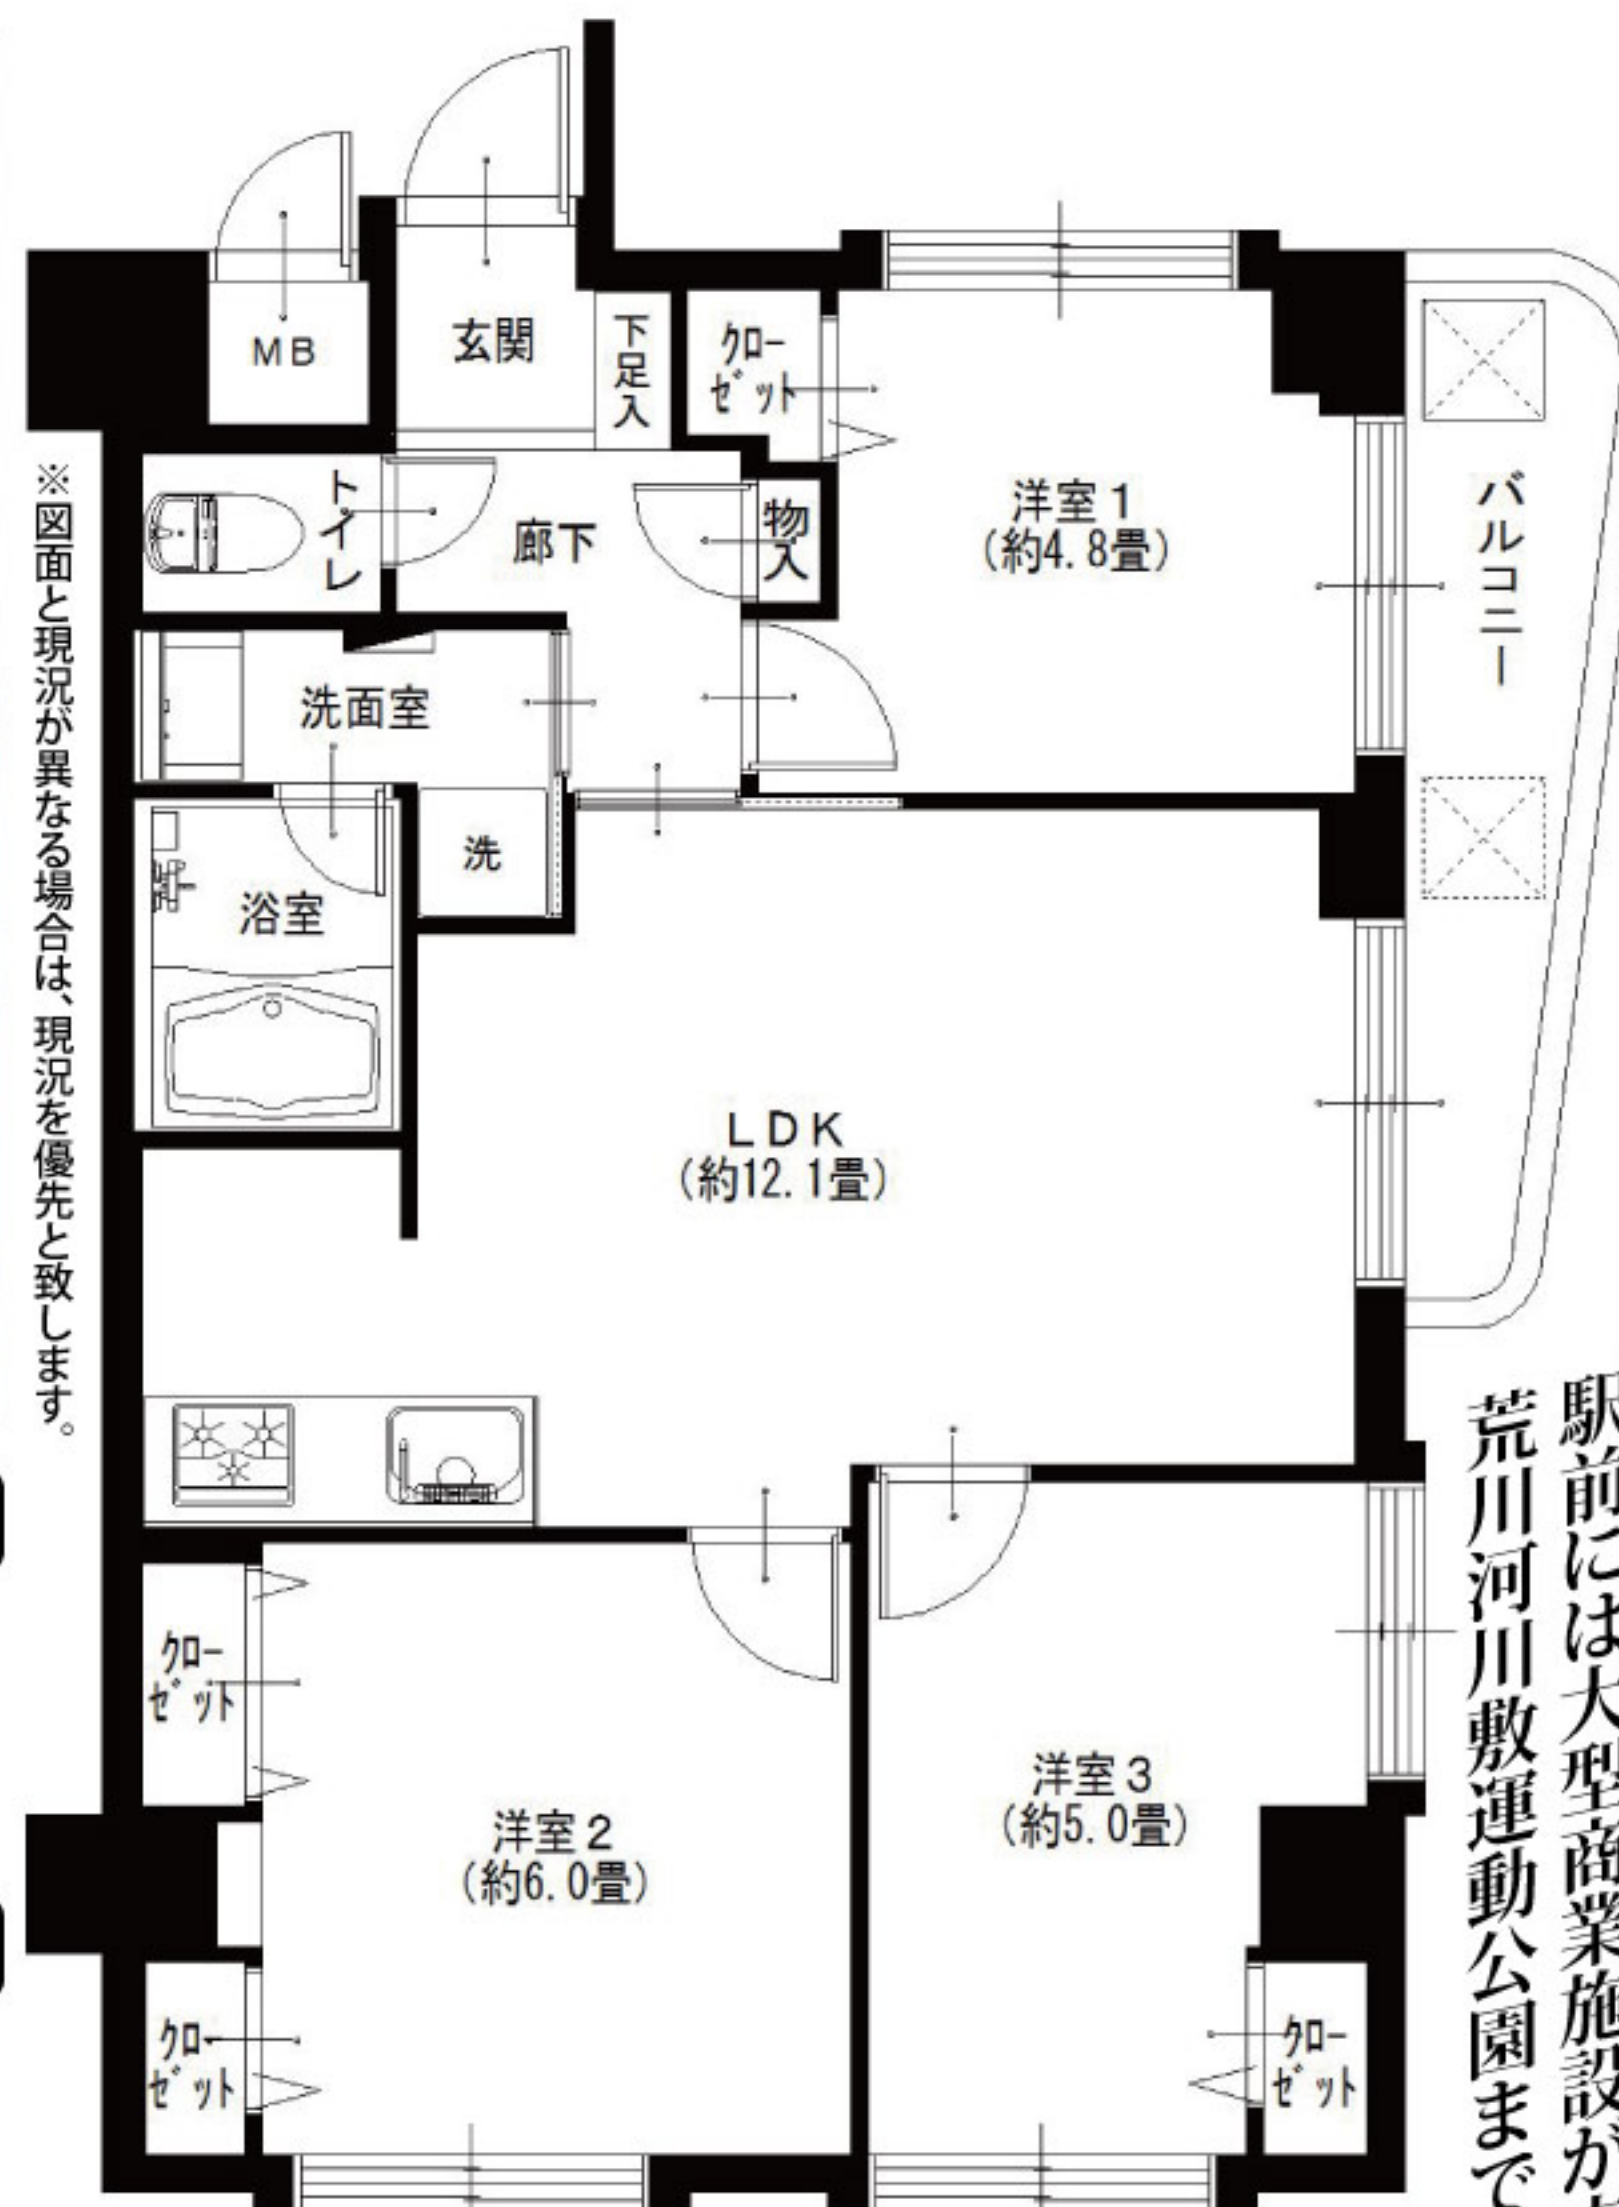 MB
玄関
下足入
クロー
ゼット
洋室1
(約4.8畳)
バルコニー
トイレ
廊下
物入
洗面室
洗
浴室
LDK
(約12.1畳)
クロー
ゼット
洋室2
(約6.0畳)
クロー
ゼット
洋室3
(約5.0畳)
クロー
ゼット
※図面と現況が異なる場合は、現況を優先と致します。
駅前には大型商業施設が
荒川河川敷運動公園まで